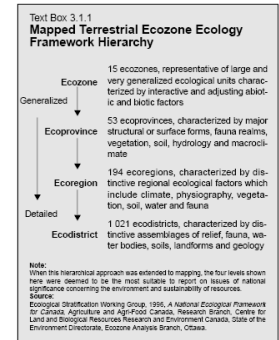 Text Box 3.1.1
Mapped Terrestrial Ecozone Ecology
Framework Hierarchy
Ecozone
15 ecozones, representative of large and
very generalized ecological units charac-
terized by interactive and adjusting abiot-
ic and biotic factors
Generalized
Ecoprovince
53 ecoprovinces, characterized by major
structural or surface forms, fauna realms,
vegetation, soil, hydrology and macrocli-
mate
Ecoregion
194 ecoregions, characterized by dis-
tinctive regional ecological factors which
include climate, physiography, vegeta-
tion, soil, water and fauna
Detailed
Ecodistrict
1 021 ecodistricts, characterized by dis-
tinctive assemblages of relief, fauna, wa-
ter bodies, soils, landforms and geology
Note:
When this hierarchical approach was extended to mapping, the four levels shown
here were deemed to be the most suitable to report on issues of national
significance concerning the environment and sustainability of resources.
Source:
Ecological Stratification Working Group, 1996, A National Ecological Framework
for Canada, Agriculture and Agri-Food Canada, Research Branch, Centre for
Land and Biological Resources Research and Environment Canada, State of the
Environment Directorate, Ecozone Analysis Branch, Ottawa.